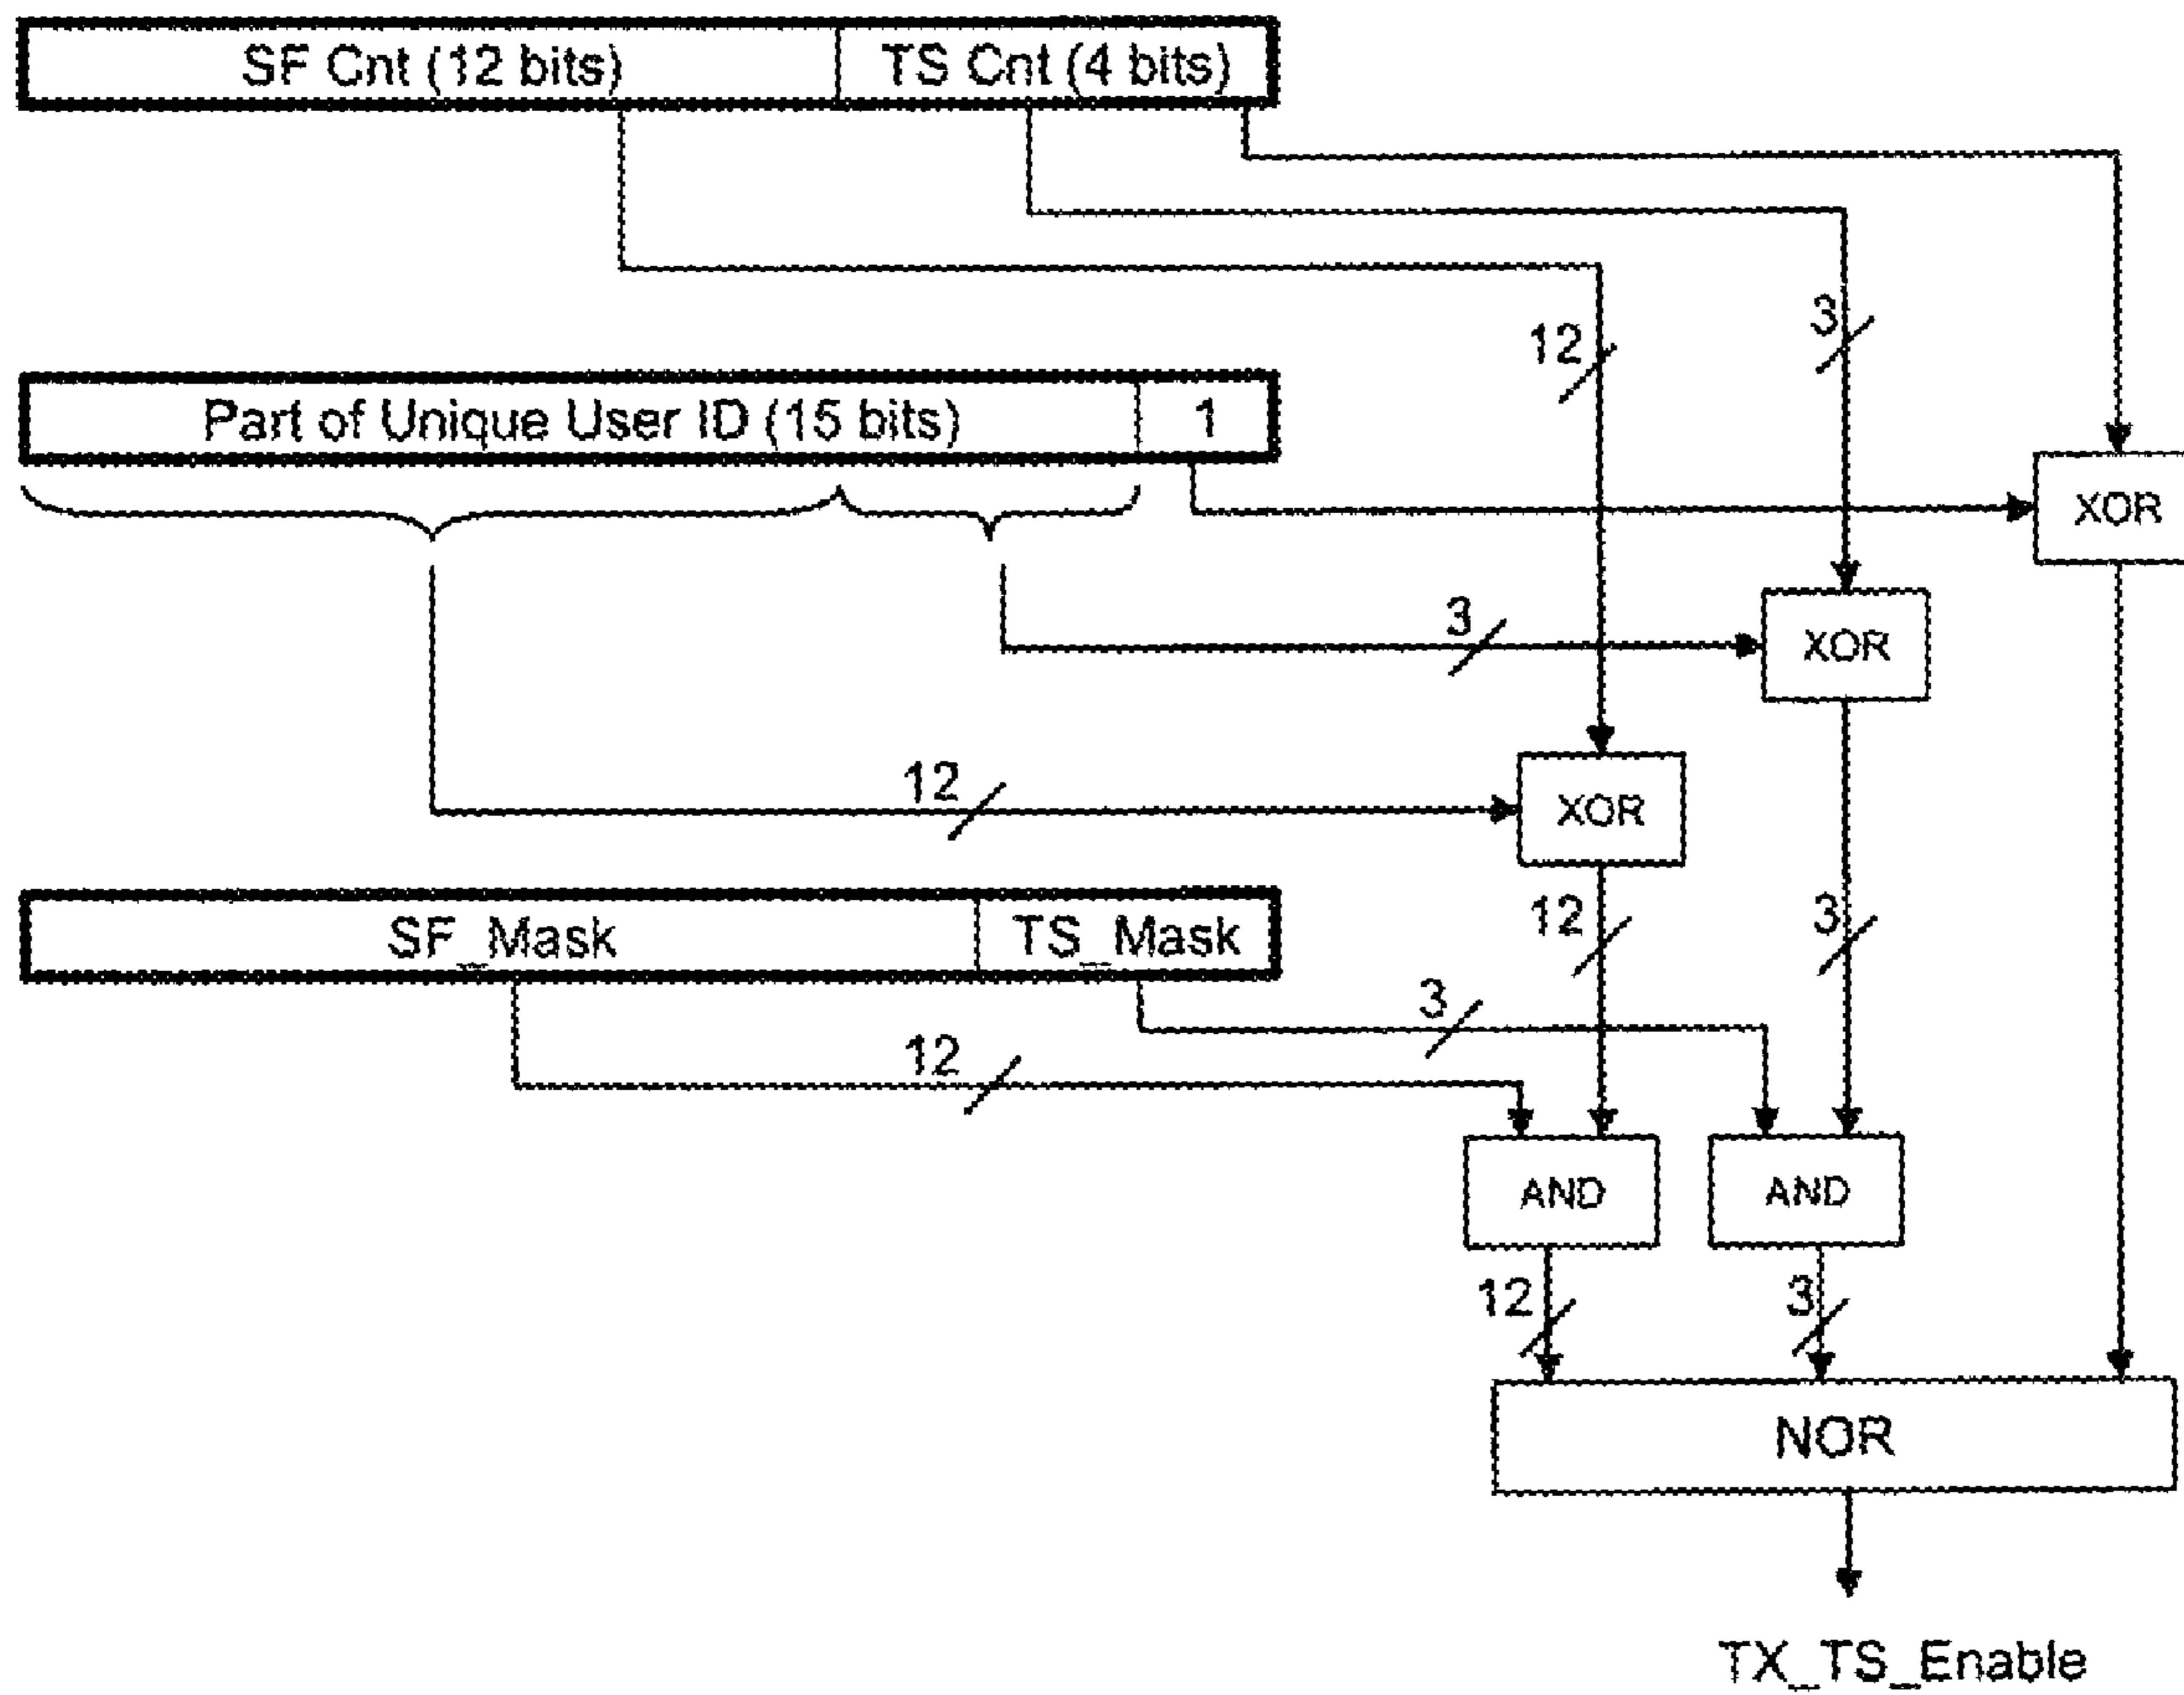 SF Cnt (12 bits) TS Cnt (4 bits)
3
12
Part of Unique User ID (15 bits) 1
XOR
3
XOR
12
XOR
SF_Mask TS_Mask
12
3
3
12
AND AND
12
3
NOR
TX_TS_Enable